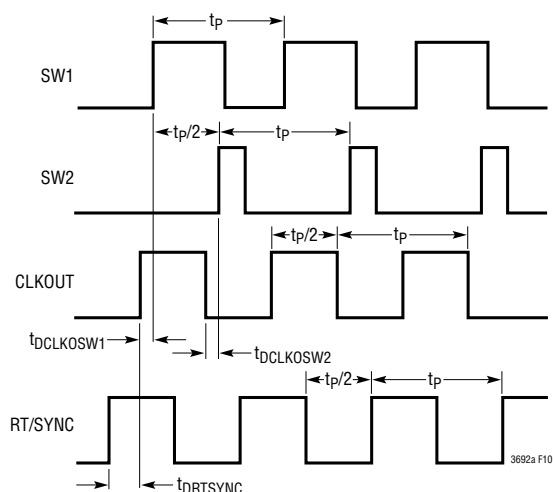 tP
SW1
tP/2
tP
SW2
tP/2
tP
CLKOUT
tDCLKOSW1
tDCLKOSW2
tP/2
tP
RT/SYNC
3692a F10
tDRTSYNC